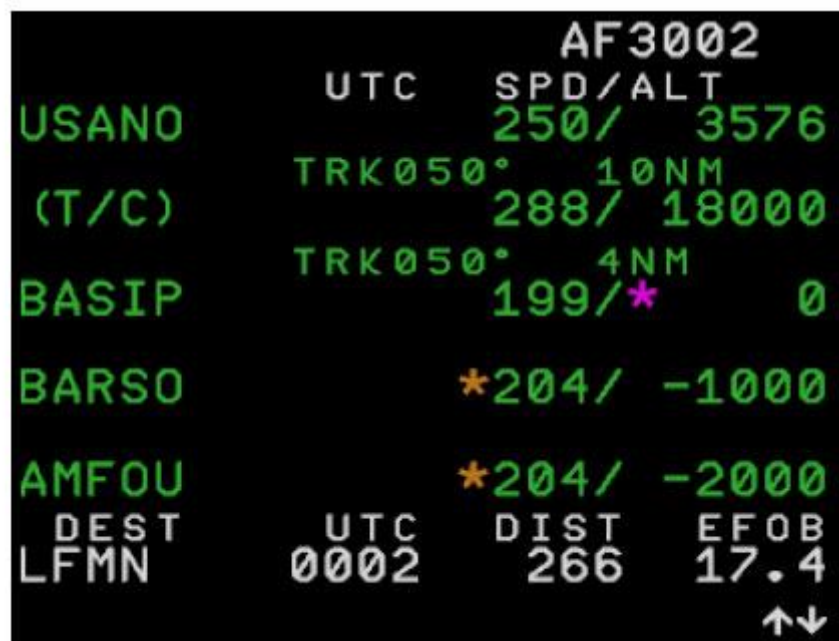 AF3002
UTC SPD/ALT
USANO 250/ 3576
TRK050° 10NM
(T/C) 288/ 18000
TRK050° 4NM
BASIP 199/* 0
BARSO *204/ -1000
AMFOU *204/ -2000
DEST UTC DIST EFOB
LFMN 0002 266 17.4
↑↓